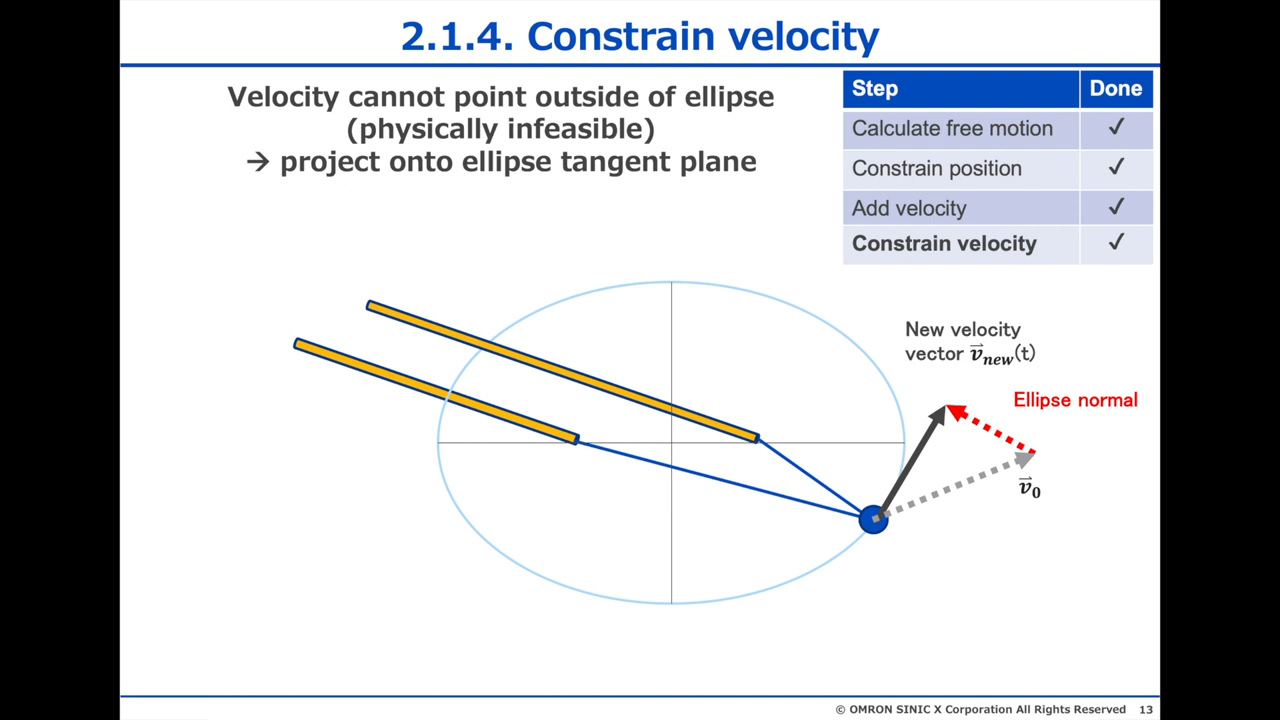 2.1.4. Constrain velocity
Velocity cannot point outside of ellipse
(physically infeasible)
→ project onto ellipse tangent plane
Step Done
Calculate free motion ✓
Constrain position ✓
Add velocity ✓
Constrain velocity ✓
New velocity
vector v⃗new(t)
Ellipse normal
v⃗0
© OMRON SINIC X Corporation All Rights Reserved 13